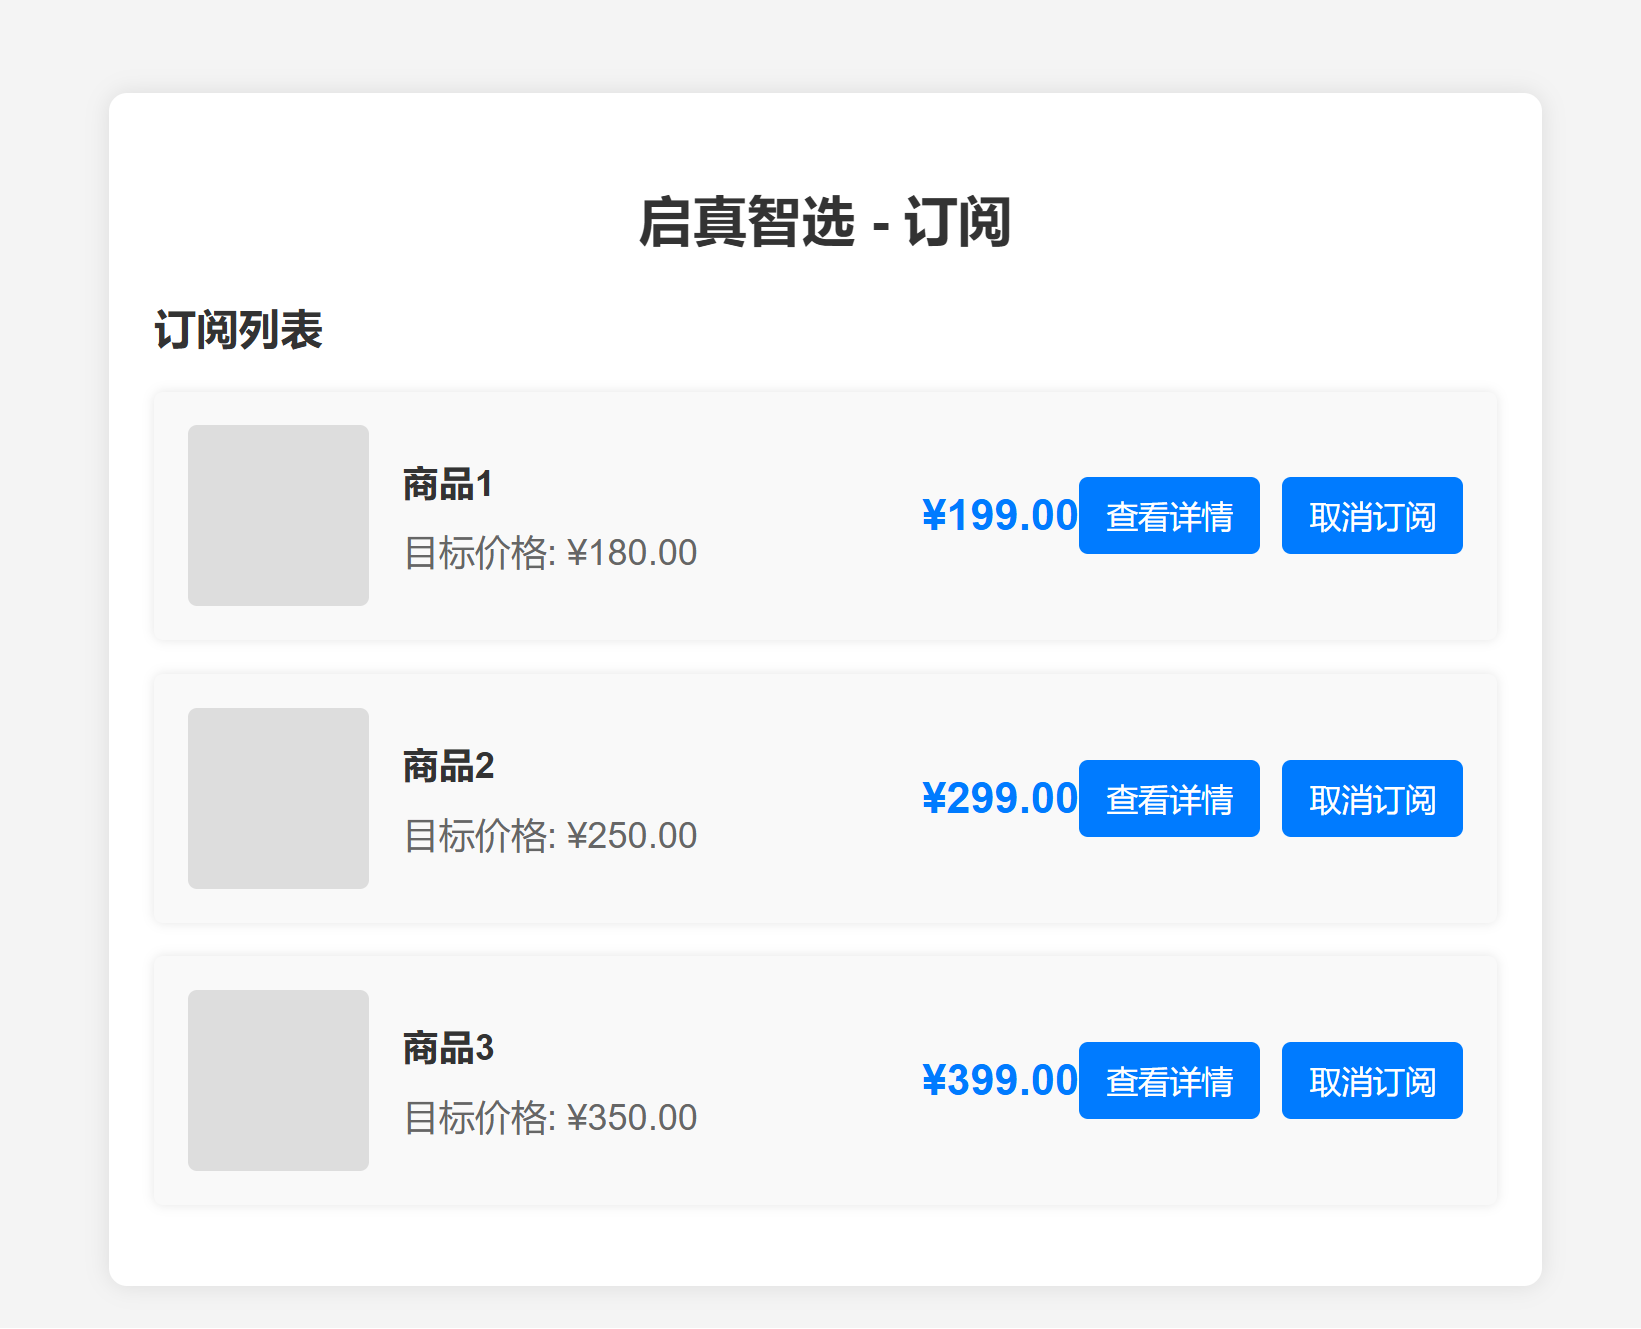 启真智选 - 订阅
订阅列表
商品1
目标价格: ¥180.00
¥199.00
查看详情
取消订阅
商品2
目标价格: ¥250.00
¥299.00
查看详情
取消订阅
商品3
目标价格: ¥350.00
¥399.00
查看详情
取消订阅